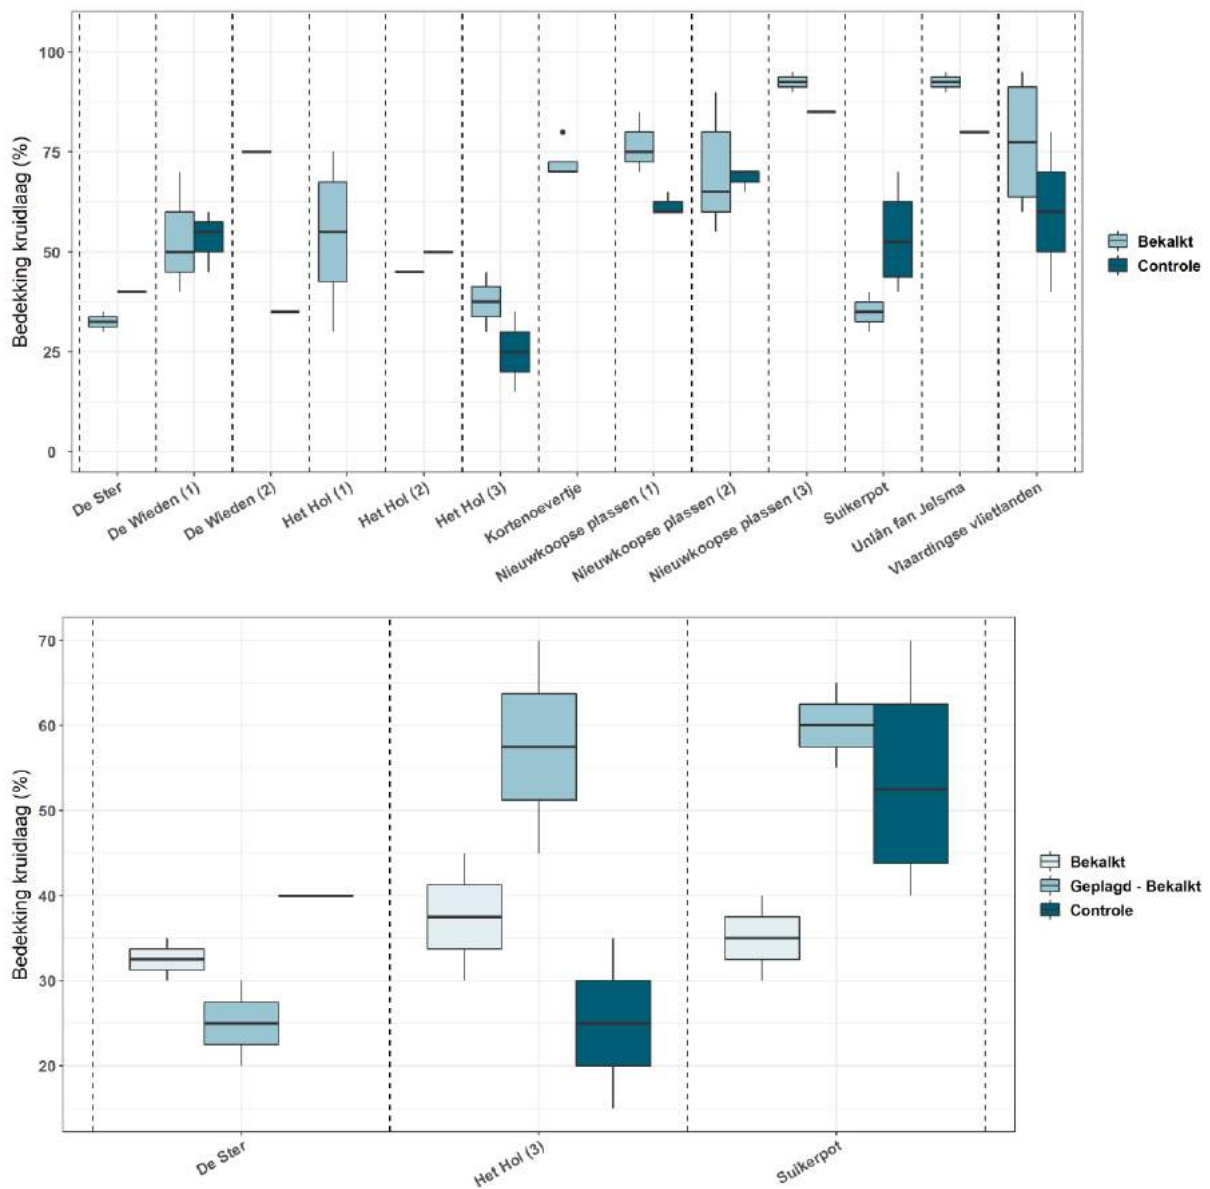 Bedekking kruidlaag (%)
100
75
50
25
0
De Ster
De Wieden (1)
De Wieden (2)
Het Hol (1)
Het Hol (2)
Het Hol (3)
Kortenoevertje
Nieuwkoopse plassen (1)
Nieuwkoopse plassen (2)
Nieuwkoopse plassen (3)
Suikerpot
Unlân fan Jelsma
Vlaardingse vlietlanden
Bekalkt
Controle
Bedekking kruidlaag (%)
70
60
50
40
30
20
De Ster
Het Hol (3)
Suikerpot
Bekalkt
Geplagd - Bekalkt
Controle